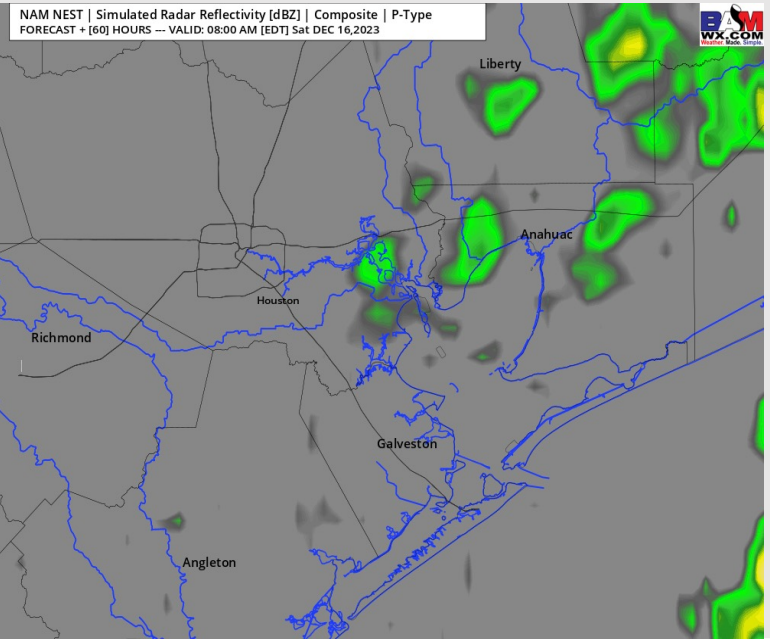 NAM NEST | Simulated Radar Reflectivity [dBZ] | Composite | P-Type
FORECAST + [60] HOURS --- VALID: 08:00 AM [EDT] Sat DEC 16,2023
BAM
WX.COM
Weather. Made. Simple.
Liberty
Anahuac
Houston
Richmond
Galveston
Angleton